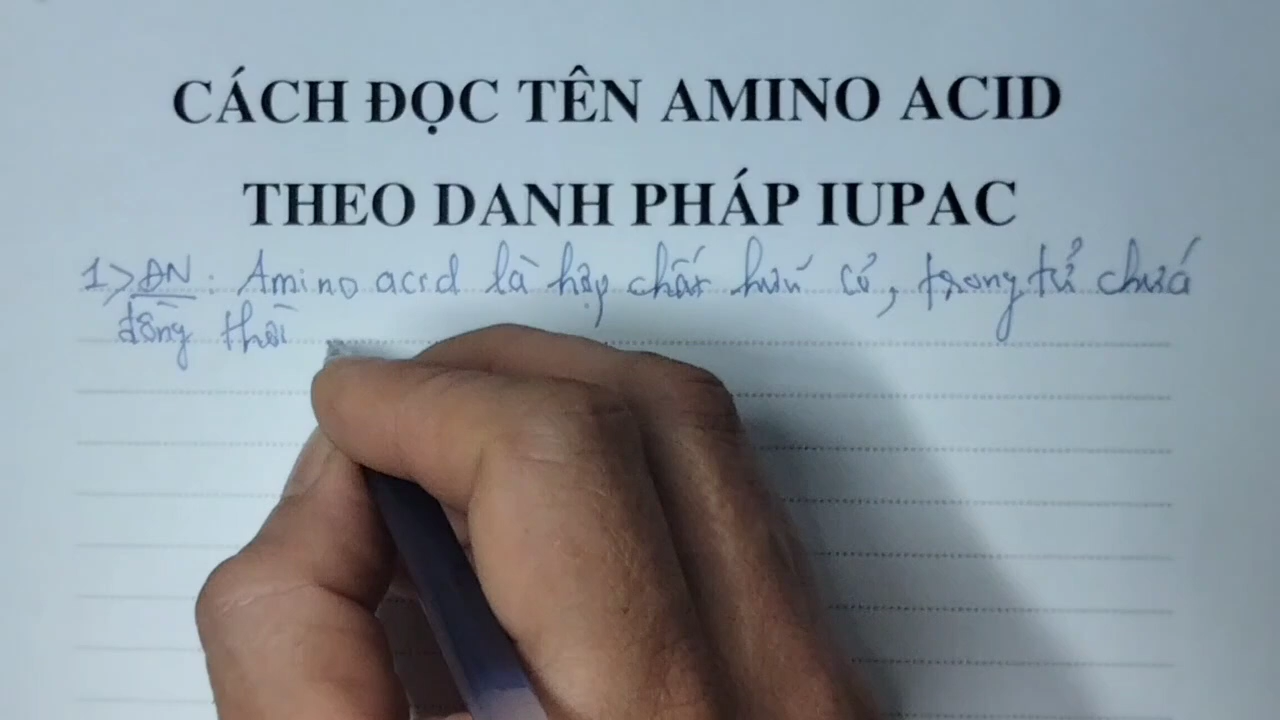 CÁCH ĐỌC TÊN AMINO ACID
THEO DANH PHÁP IUPAC
1> ĐN : Amino acid là hợp chất hữu cơ, trong tử chứa
đồng thời